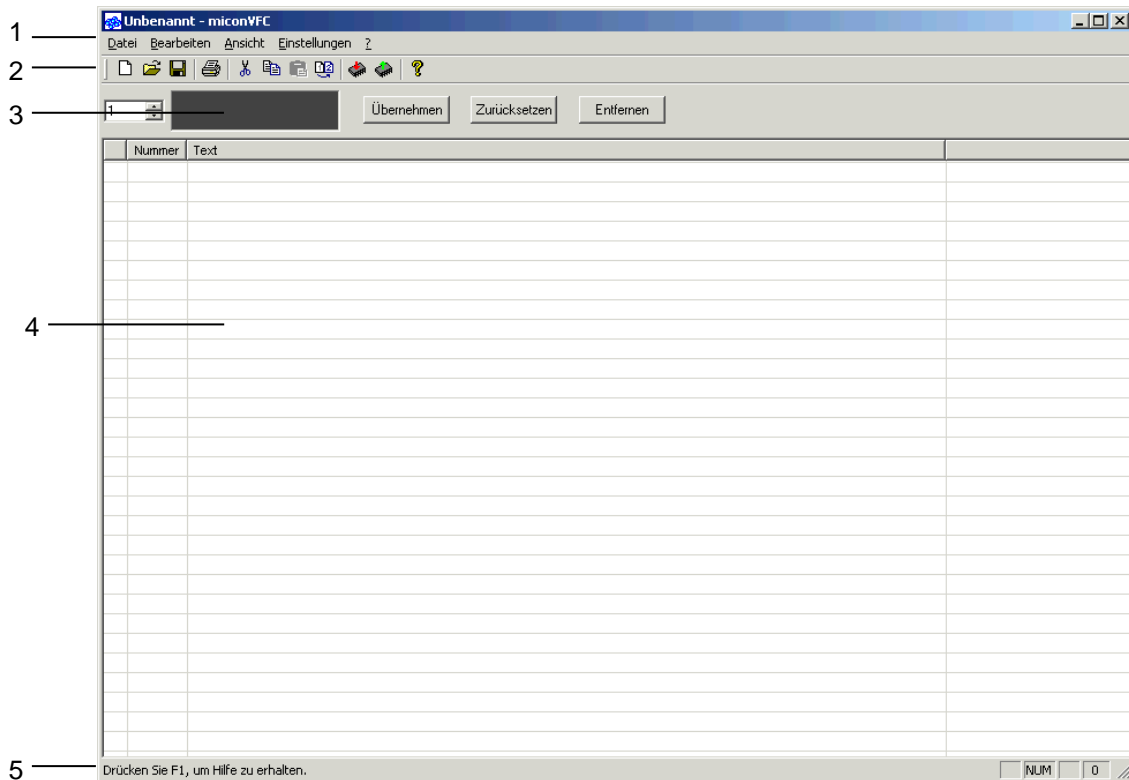 Unbenannt - miconVFC
1
Datei Bearbeiten Ansicht Einstellungen ?
2
3
1 Übernehmen Zurücksetzen Entfernen
Nummer Text
4
5
Drücken Sie F1, um Hilfe zu erhalten. NUM 0